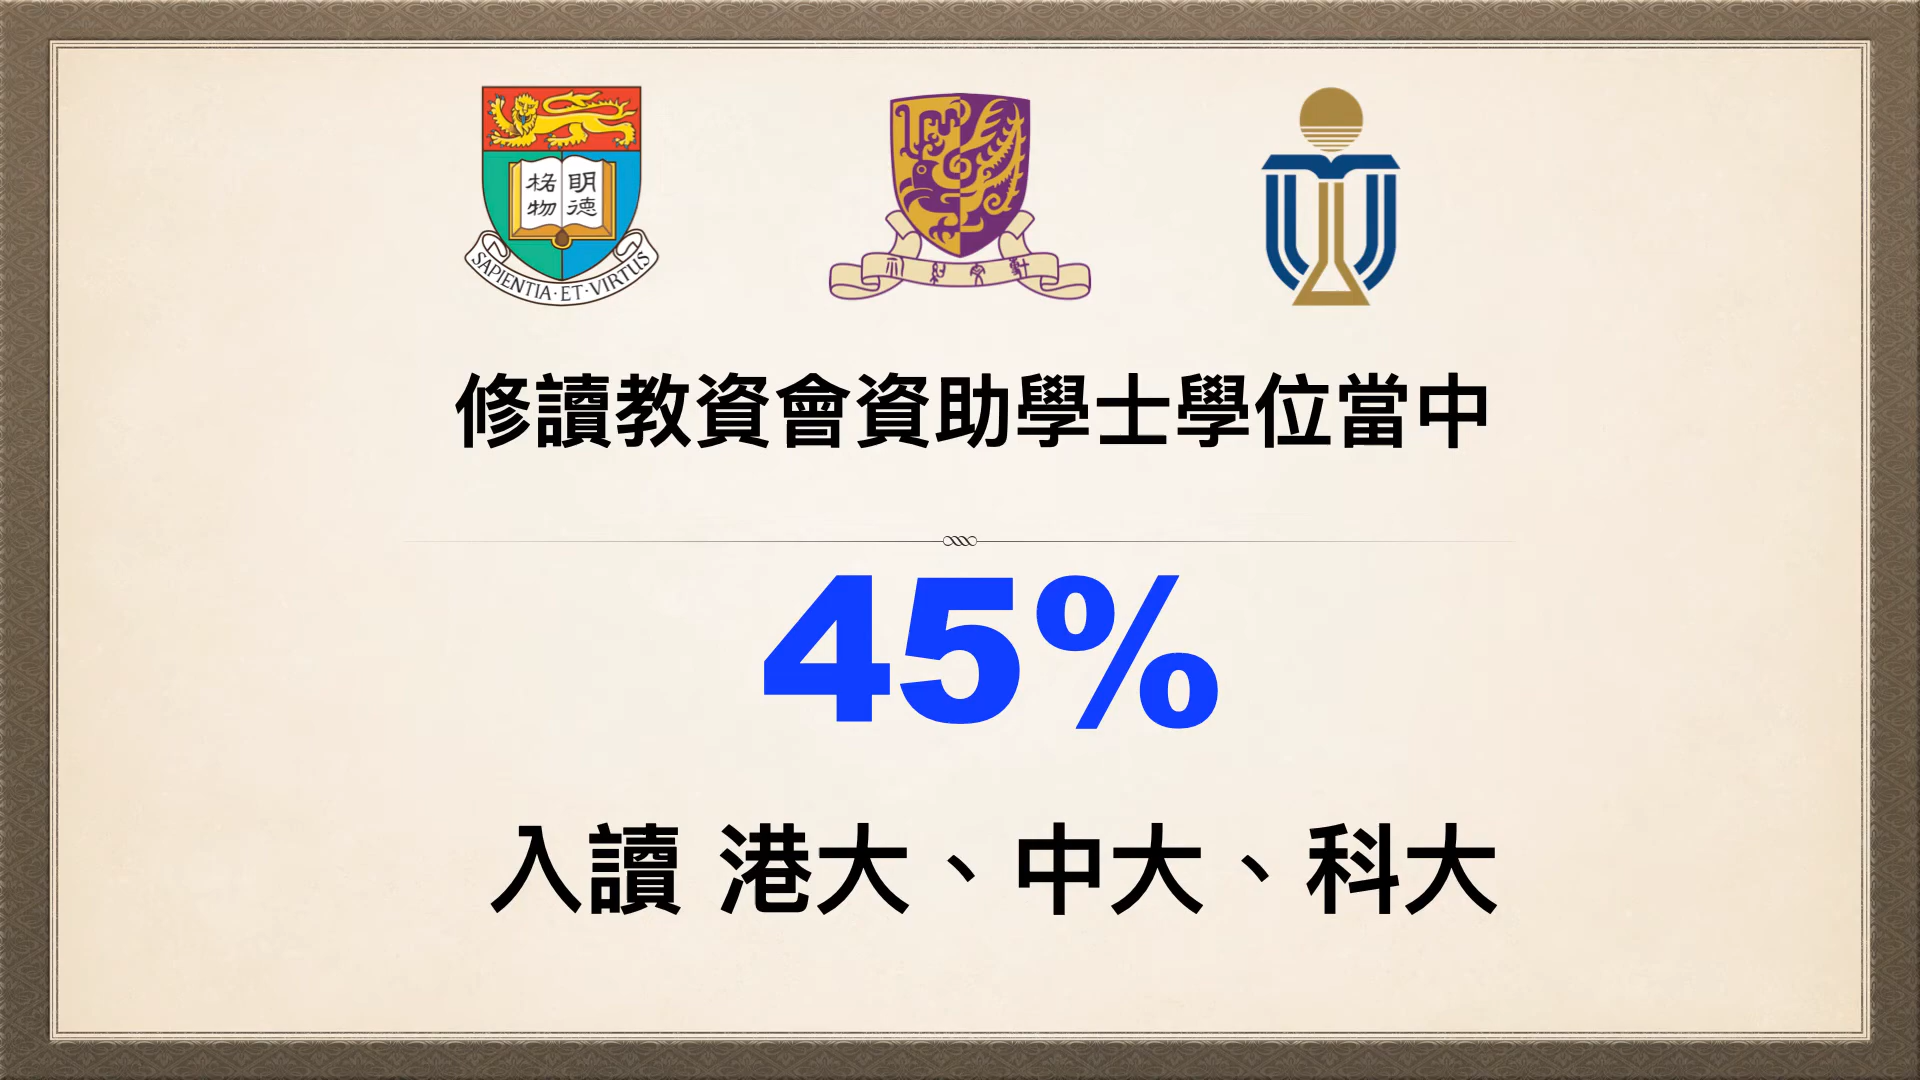 明德
格物
SAPIENTIA·ET·VIRTUS
修讀教資會資助學士學位當中
45%
入讀 港大、中大、科大